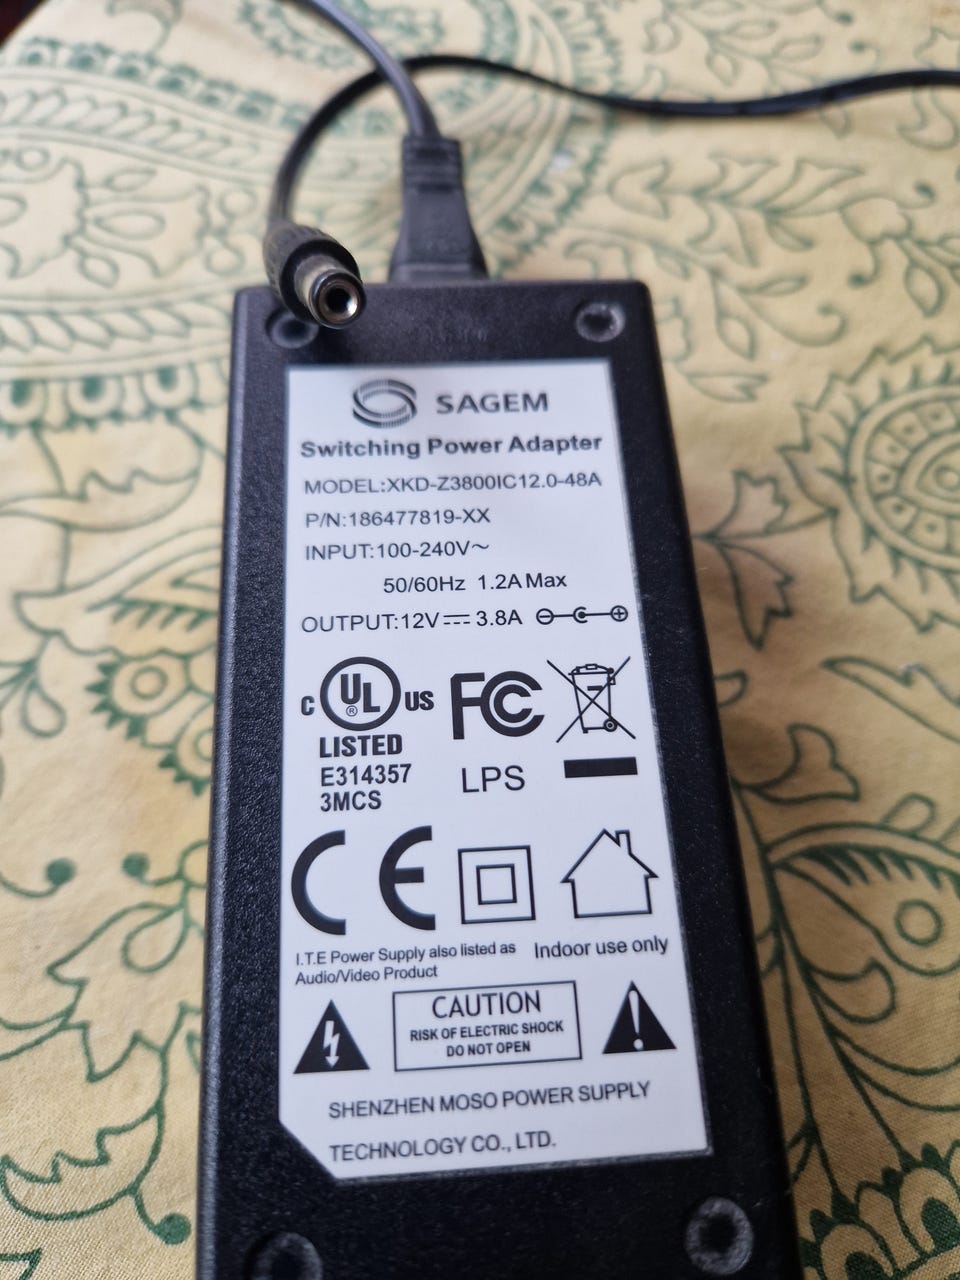 SAGEM
Switching Power Adapter
MODEL:XKD-Z3800IC12.0-48A
P/N:186477819-XX
INPUT:100-240V～
50/60Hz 1.2A Max
OUTPUT:12V⎓3.8A
C UL ® US
LISTED
E314357
3MCS
FC
LPS
CE
I.T.E Power Supply also listed as
Audio/Video Product
Indoor use only
CAUTION
RISK OF ELECTRIC SHOCK
DO NOT OPEN
SHENZHEN MOSO POWER SUPPLY
TECHNOLOGY CO., LTD.